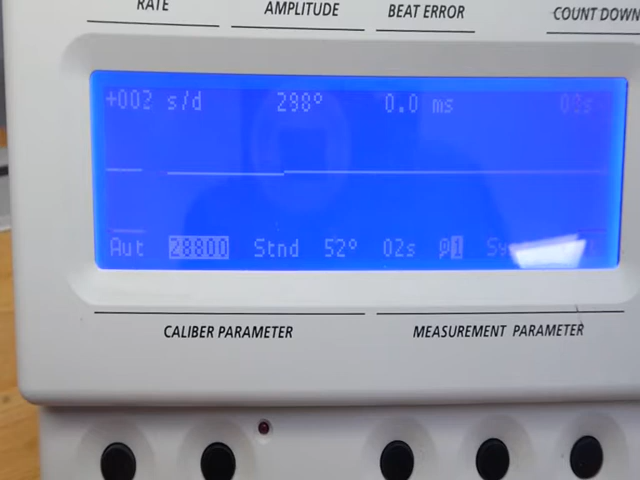 RATE AMPLITUDE BEAT ERROR COUNT DOWN
+002 s/d 298° 0.0 ms 00s
Aut 28800 Stnd 52° 02s
CALIBER PARAMETER MEASUREMENT PARAMETER